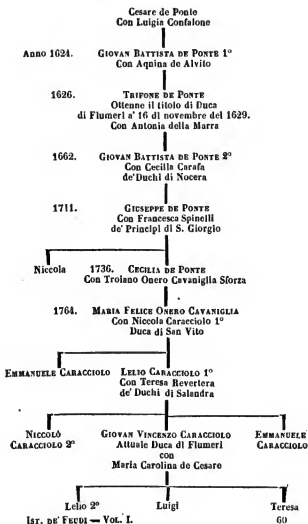 Cesare de Ponte
Con Luigia Confalone
Anno 1624. GIOVAN BATTISTA DE PONTE 1°
Con Aquina de Alvito
1626. TRIFONE DE PONTE
Ottenne il titolo di Duca
di Flumeri a' 16 di novembre del 1629.
Con Antonia della Marra
1662. GIOVAN BATTISTA DE PONTE 2°
Con Cecilia Carafa
de' Duchi di Nocera
1711. GIUSEPPE DE PONTE
Con Francesca Spinelli
de' Principi di S. Giorgio
Niccola 1736. CECILIA DE PONTE
Con Troiano Onero Cavaniglia Sforza
1764. MARIA FELICE ONERO CAVANIGLIA
Con Niccola Caracciolo 1°
Duca di San Vito
EMMANUELE CARACCIOLO LELIO CARACCIOLO 1°
Con Teresa Revertera
de' Duchi di Salandra
NICCOLÒ GIOVAN VINCENZO CARACCIOLO EMMANUELE
CARACCIOLO 2° Attuale Duca di Flumeri CARACCIOLO
con
Maria Carolina de Cesaro
Lelio 2° Luigi Teresa
IST. DE' FEUDI — VOL. I. 60